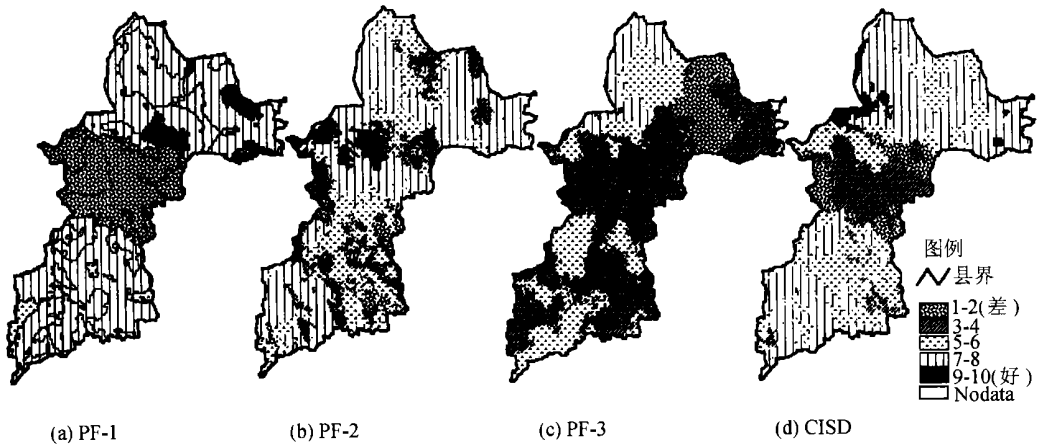 图例
县界
1-2(差)
3-4
5-6
7-8
9-10(好)
Nodata
(a) PF-1
(b) PF-2
(c) PF-3
(d) CISD